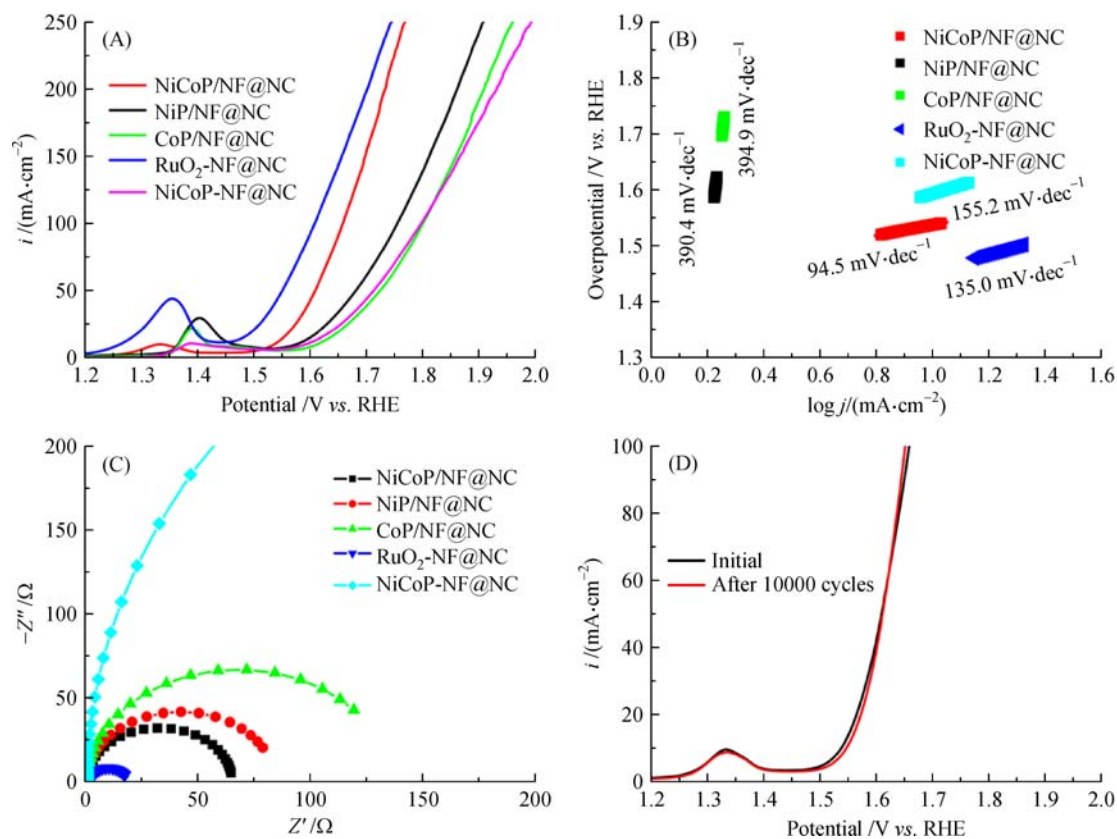 (A)
250
200
150
100
50
0
i /(mA·cm⁻²)
NiCoP/NF@NC
NiP/NF@NC
CoP/NF@NC
RuO₂-NF@NC
NiCoP-NF@NC
1.2 1.3 1.4 1.5 1.6 1.7 1.8 1.9 2.0
Potential /V vs. RHE
(B)
1.9
1.8
1.7
1.6
1.5
1.4
1.3
Overpotential /V vs. RHE
NiCoP/NF@NC
NiP/NF@NC
CoP/NF@NC
RuO₂-NF@NC
NiCoP-NF@NC
390.4 mV·dec⁻¹
394.9 mV·dec⁻¹
155.2 mV·dec⁻¹
94.5 mV·dec⁻¹
135.0 mV·dec⁻¹
0.0 0.2 0.4 0.6 0.8 1.0 1.2 1.4 1.6
log j/(mA·cm⁻²)
(C)
200
150
100
50
0
−Z″/Ω
NiCoP/NF@NC
NiP/NF@NC
CoP/NF@NC
RuO₂-NF@NC
NiCoP-NF@NC
0 50 100 150 200
Z′/Ω
(D)
100
80
60
40
20
0
i /(mA·cm⁻²)
Initial
After 10000 cycles
1.2 1.3 1.4 1.5 1.6 1.7 1.8 1.9 2.0
Potential /V vs. RHE